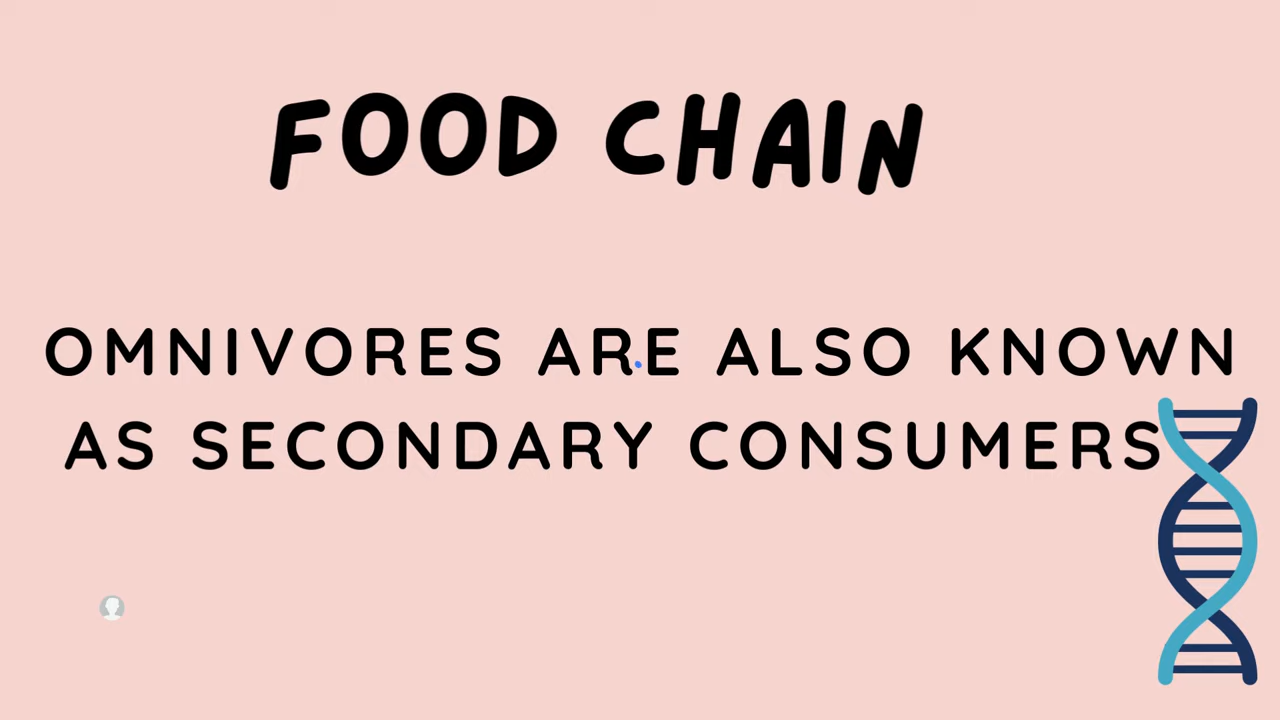 FOOD CHAIN
OMNIVORES ARE ALSO KNOWN
AS SECONDARY CONSUMERS